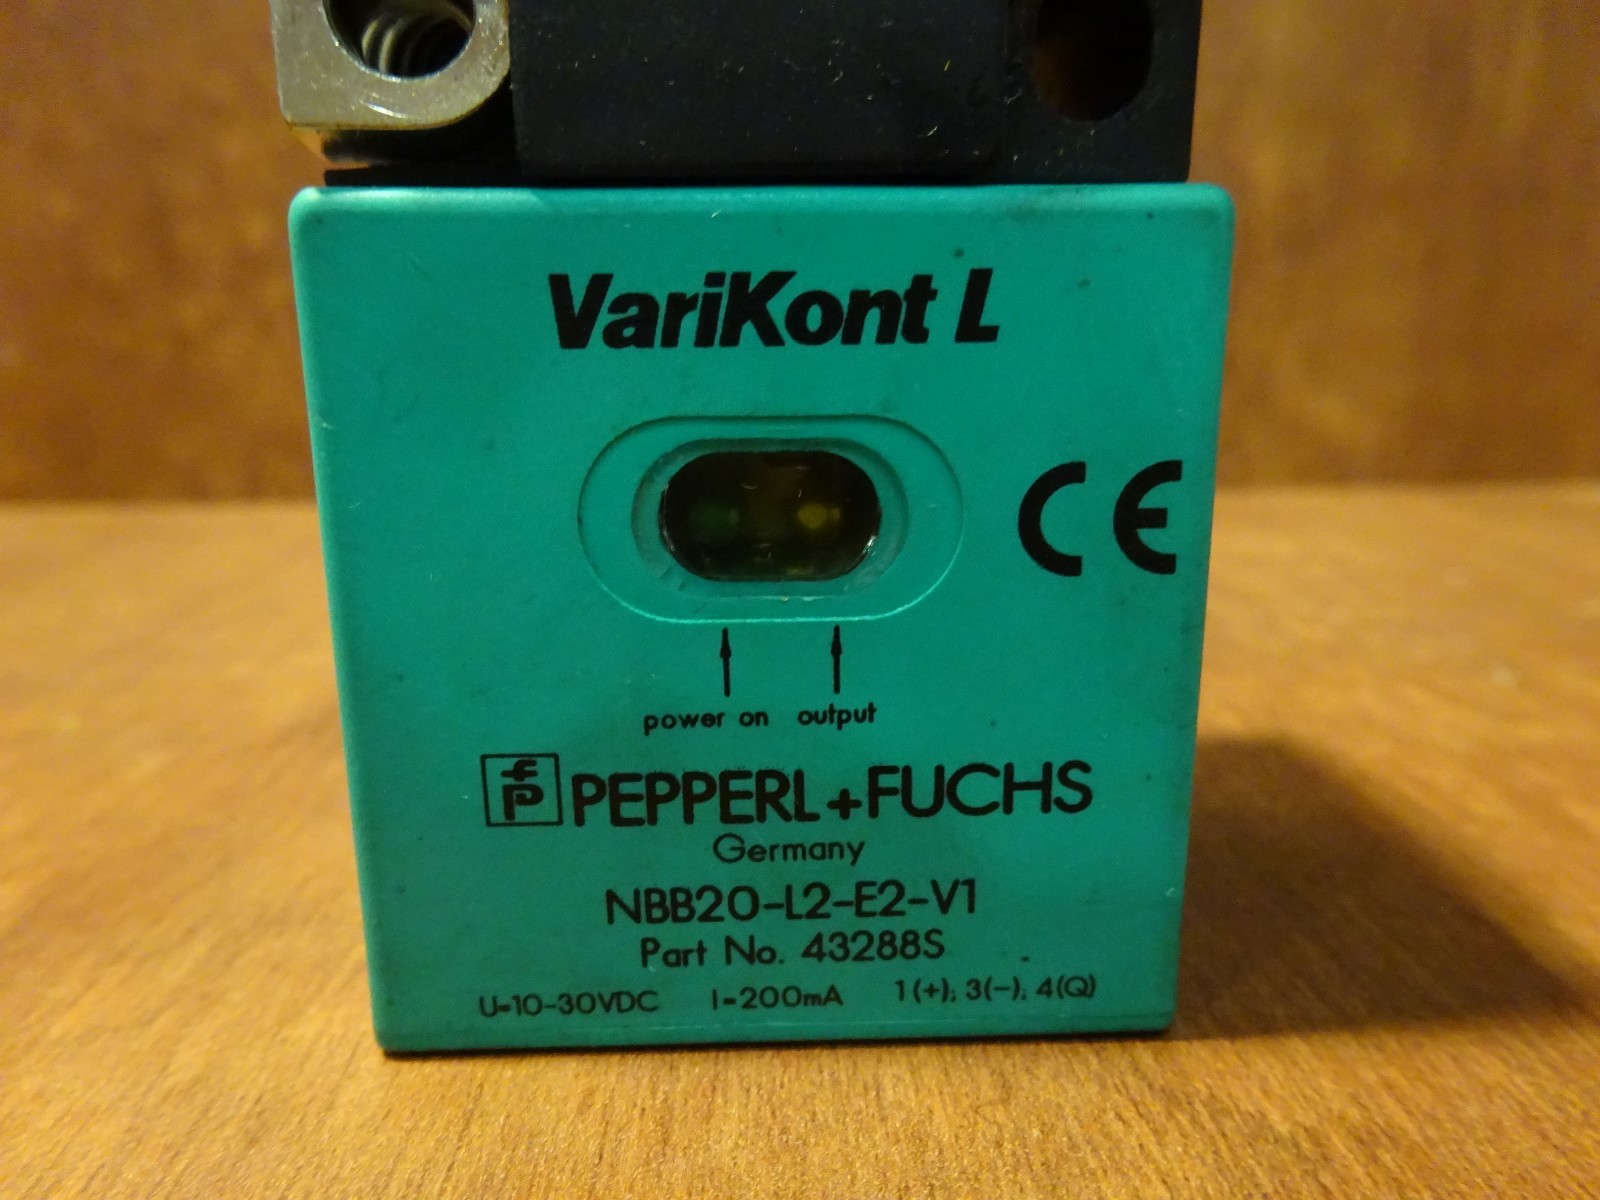 VariKont L
CE
power on output
fp PEPPERL+FUCHS
Germany
NBB20-L2-E2-V1
Part No. 43288S
U=10-30VDC I=200mA 1(+); 3(-); 4(Q)